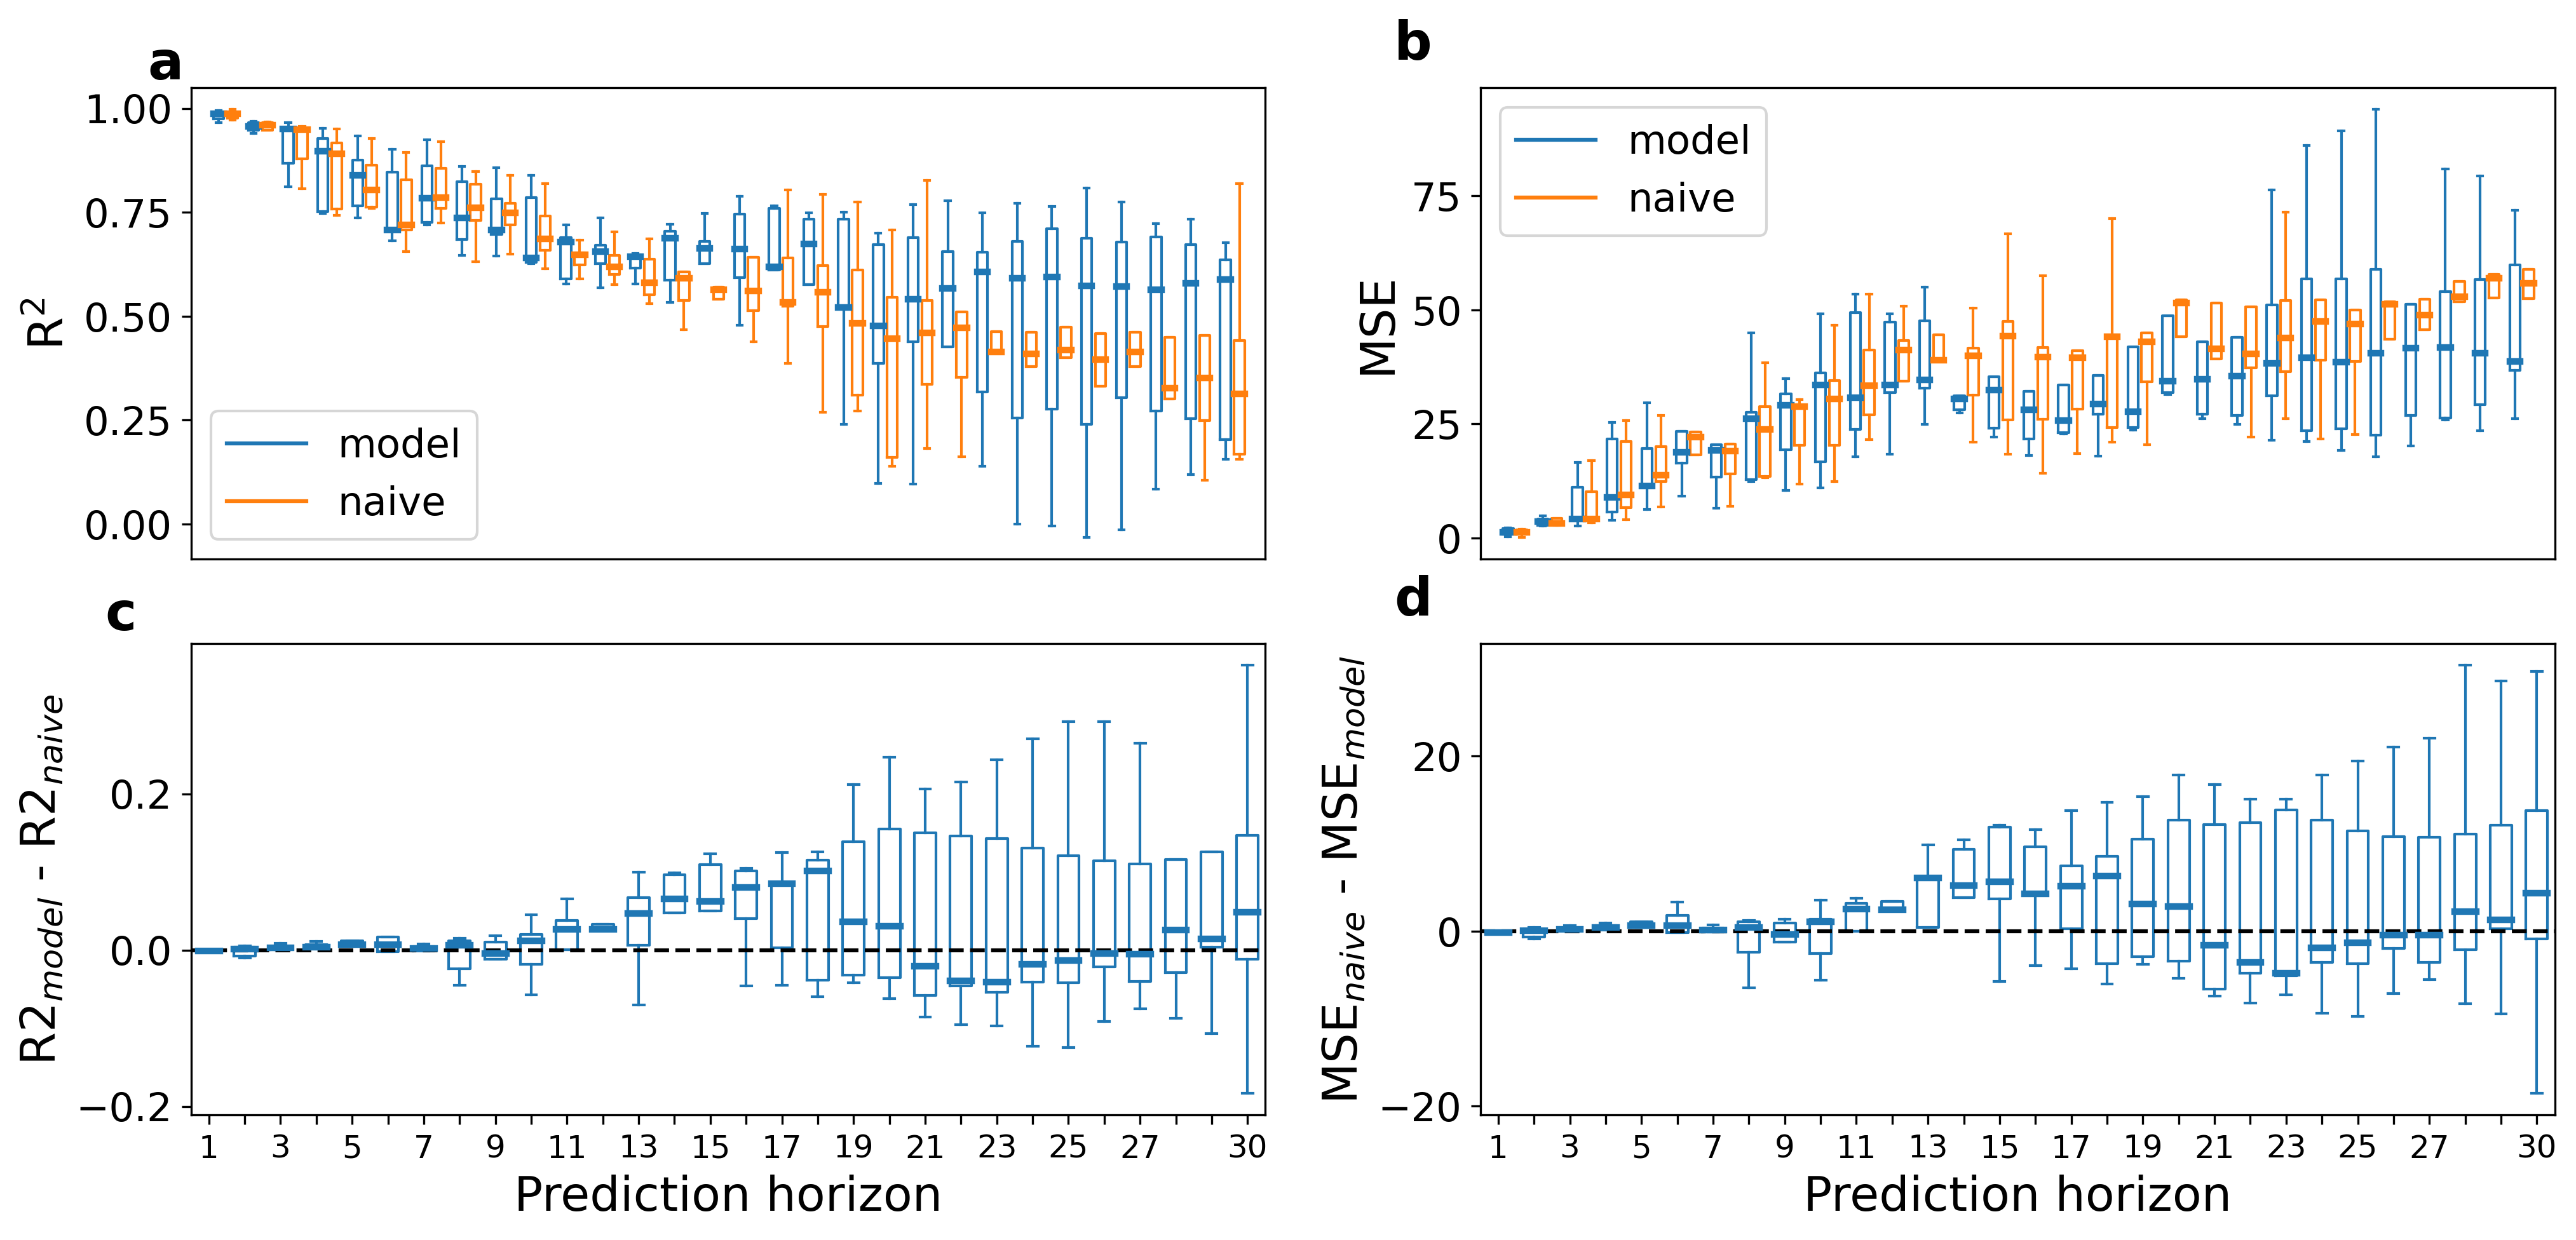 a
1.00
0.75
0.50
0.25
0.00
R²
model
naive
b
75
50
25
0
MSE
model
naive
c
0.2
0.0
−0.2
R2model - R2naive
1 3 5 7 9 11 13 15 17 19 21 23 25 27 30
Prediction horizon
d
20
0
−20
MSEnaive - MSEmodel
1 3 5 7 9 11 13 15 17 19 21 23 25 27 30
Prediction horizon